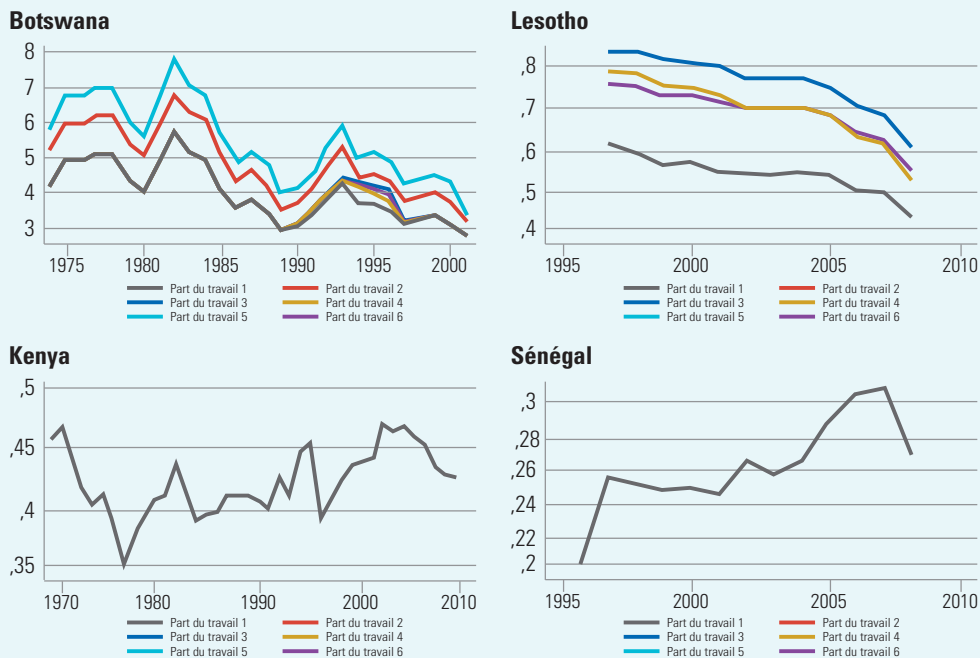 Botswana
8
7
6
5
4
3
1975 1980 1985 1990 1995 2000
Part du travail 1 Part du travail 2
Part du travail 3 Part du travail 4
Part du travail 5 Part du travail 6
Lesotho
,8
,7
,6
,5
,4
1995 2000 2005 2010
Part du travail 1 Part du travail 2
Part du travail 3 Part du travail 4
Part du travail 5 Part du travail 6
Kenya
,5
,45
,4
,35
1970 1980 1990 2000 2010
Part du travail 1 Part du travail 2
Part du travail 3 Part du travail 4
Part du travail 5 Part du travail 6
Sénégal
,3
,28
,26
,24
,22
,2
1995 2000 2005 2010
Part du travail 1 Part du travail 2
Part du travail 3 Part du travail 4
Part du travail 5 Part du travail 6